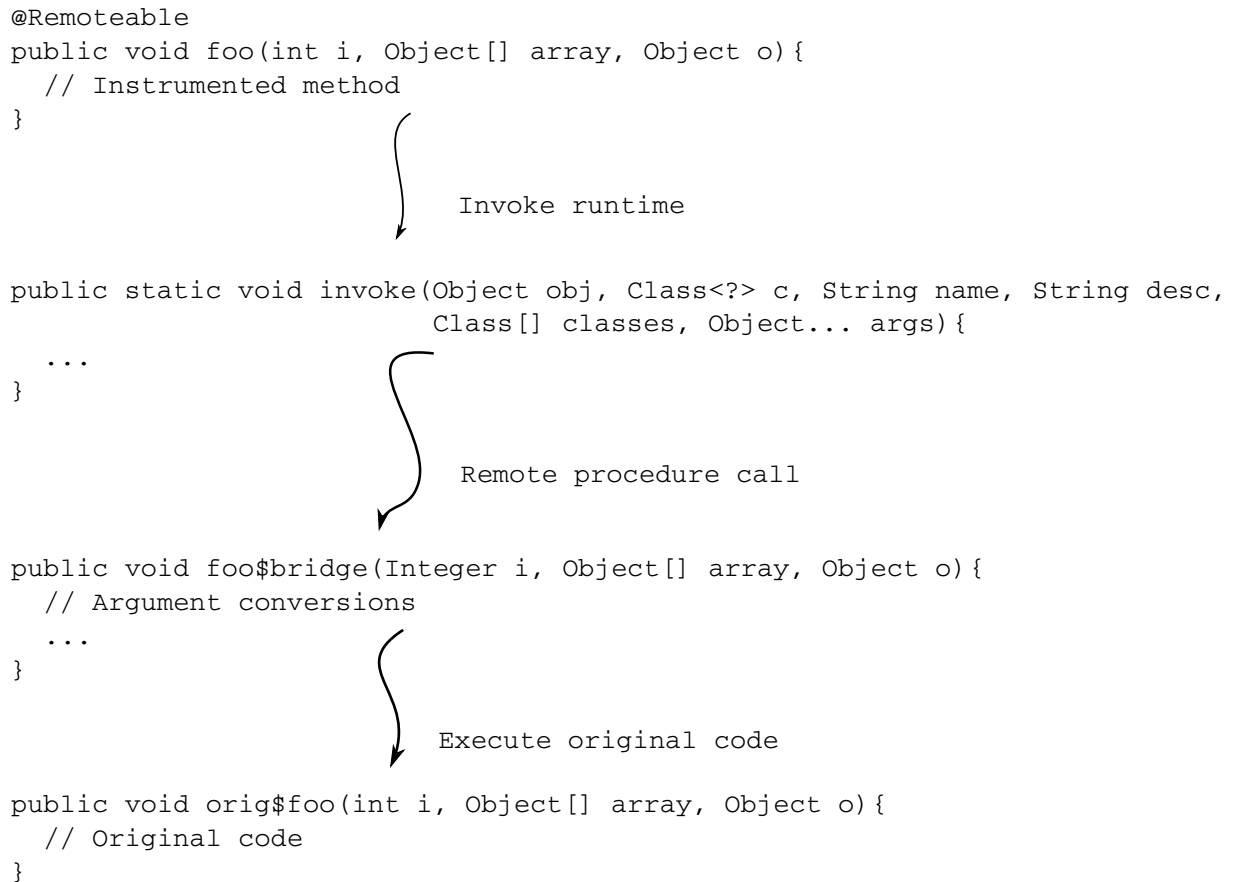 @Remoteable
public void foo(int i, Object[] array, Object o){
// Instrumented method
}
Invoke runtime
public static void invoke(Object obj, Class<?> c, String name, String desc,
Class[] classes, Object... args){
...
}
Remote procedure call
public void foo$bridge(Integer i, Object[] array, Object o){
// Argument conversions
...
}
Execute original code
public void orig$foo(int i, Object[] array, Object o){
// Original code
}